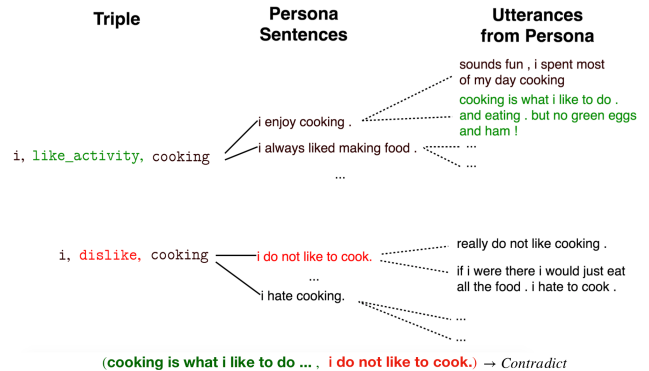 Triple
Persona
Sentences
Utterances
from Persona
i, like_activity, cooking
i enjoy cooking .
i always liked making food .
...
sounds fun , i spent most
of my day cooking
cooking is what i like to do .
and eating . but no green eggs
and ham !
...
...
i, dislike, cooking
i do not like to cook.
...
i hate cooking.
really do not like cooking .
if i were there i would just eat
all the food . i hate to cook .
...
...
(cooking is what i like to do ... , i do not like to cook.) → Contradict